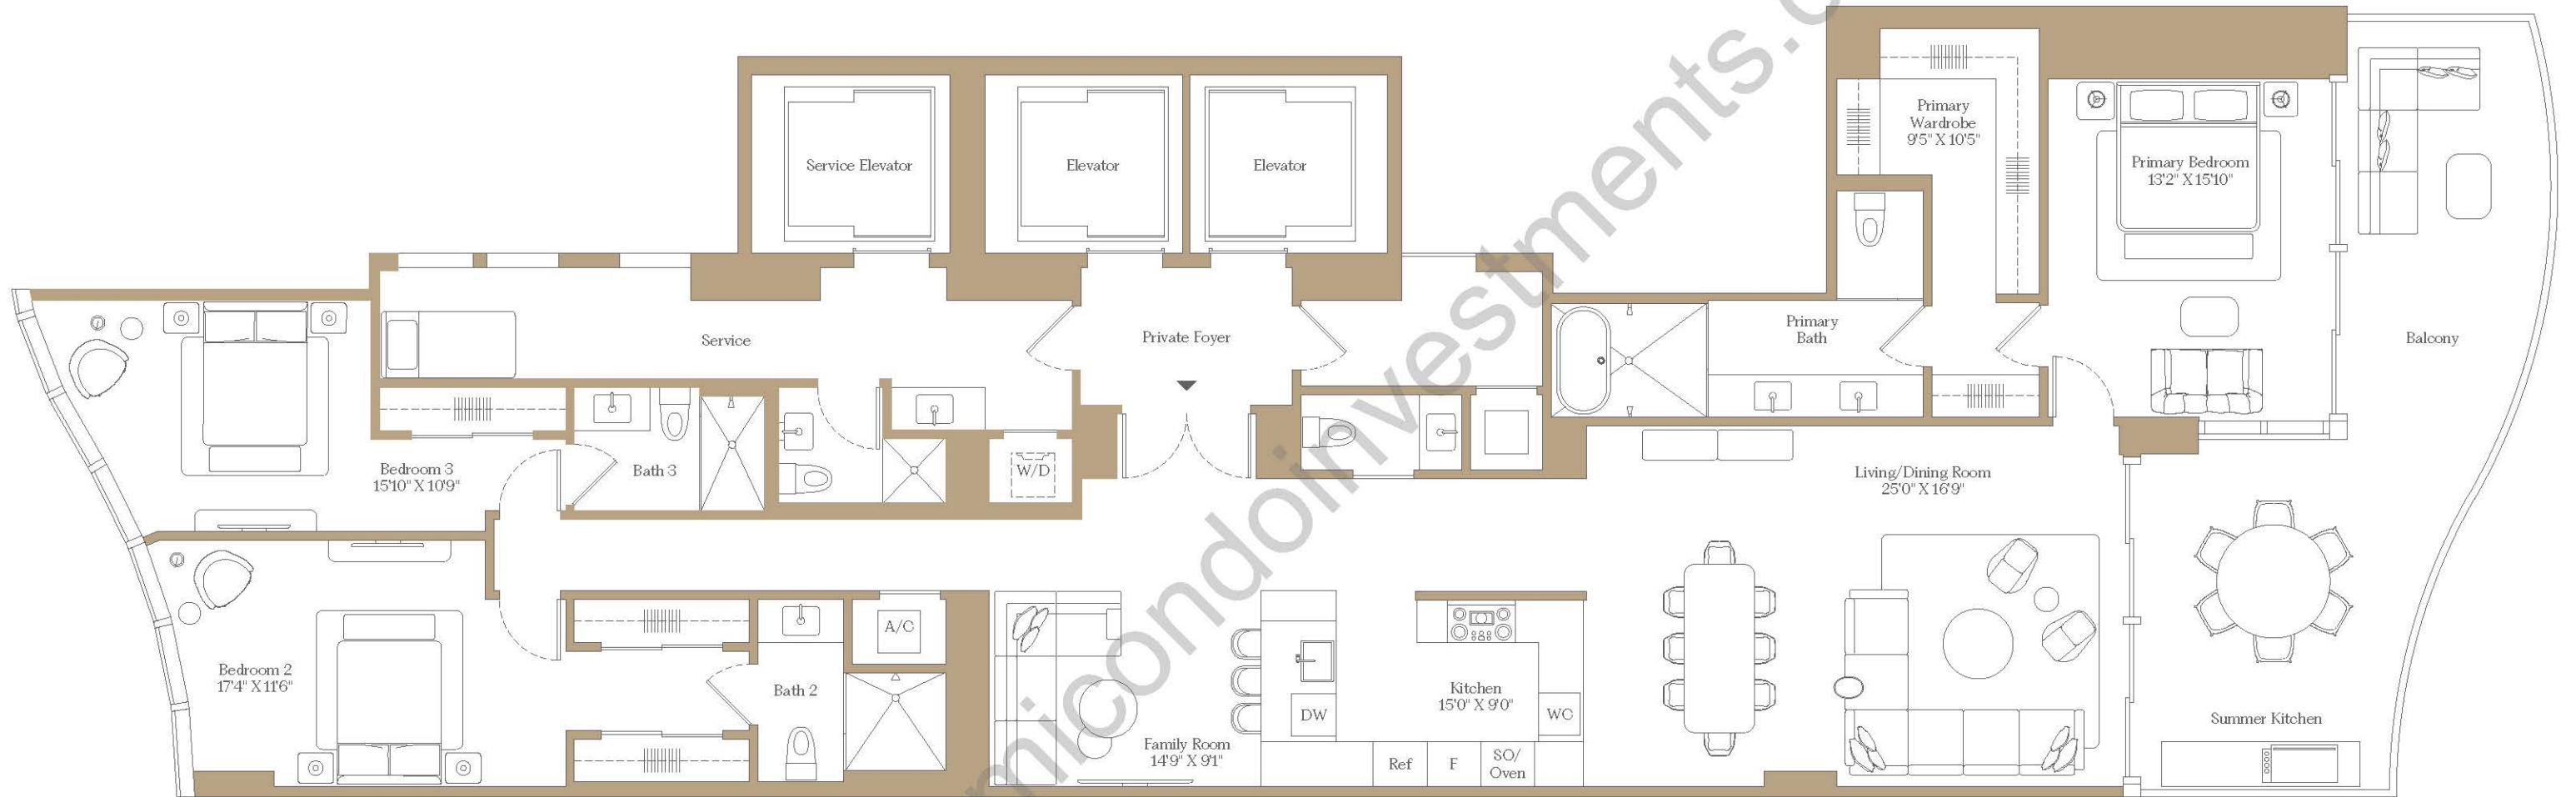 Service Elevator
Elevator
Elevator
Primary
Wardrobe
9'5" X 10'5"
Primary Bedroom
13'2" X 15'10"
Service
Private Foyer
Primary
Bath
Balcony
Bedroom 3
15'10" X 10'9"
Bath 3
W/D
Living/Dining Room
25'0" X 16'9"
Bedroom 2
17'4" X 11'6"
Bath 2
A/C
Family Room
14'9" X 9'1"
DW
Kitchen
15'0" X 9'0"
WC
Ref
F
SO/
Oven
Summer Kitchen
micondoinvestments.c